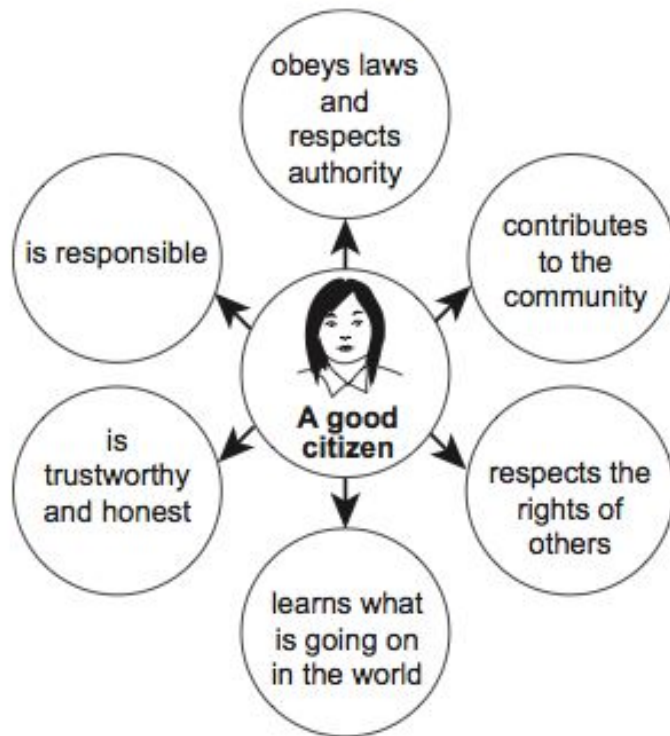 obeys laws
and
respects
authority
contributes
to the
community
respects the
rights of
others
learns what
is going on
in the world
is
trustworthy
and honest
is responsible
A good
citizen